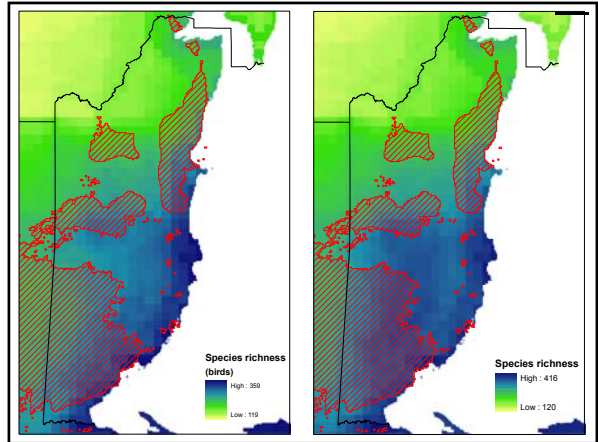 Species richness
(birds)
High : 359
Low : 119
Species richness
High : 416
Low : 120